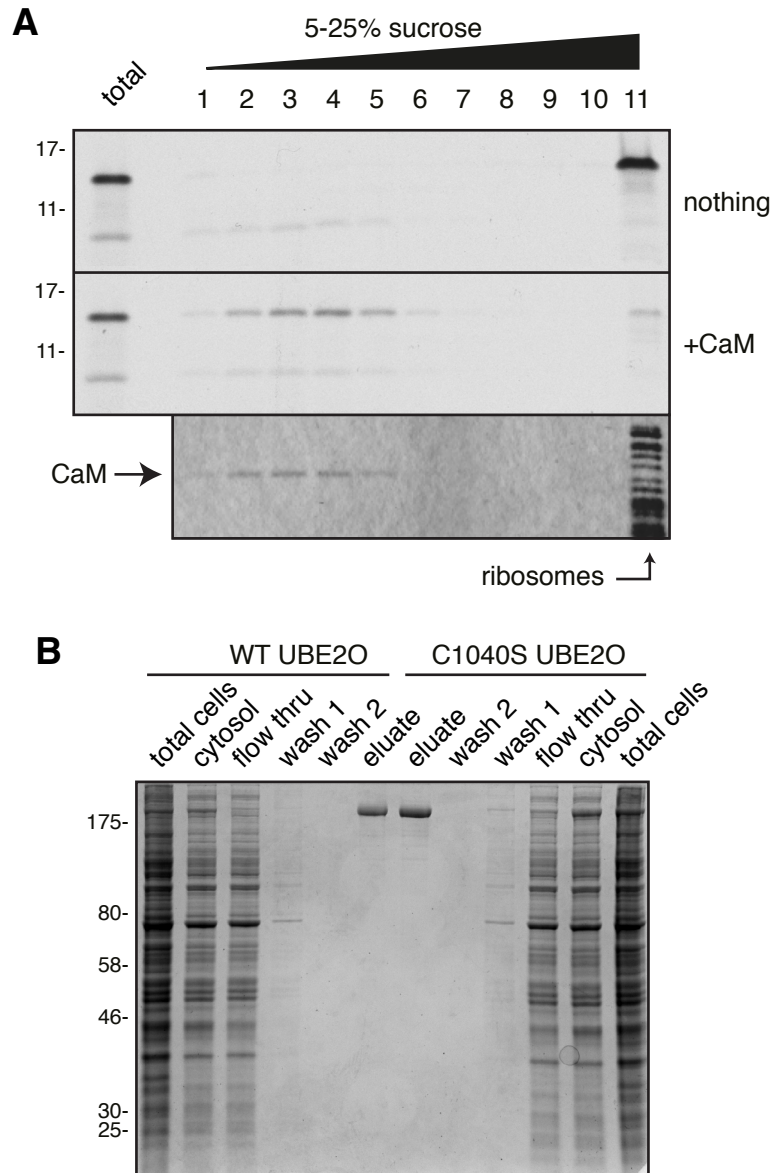 A
5-25% sucrose
total 1 2 3 4 5 6 7 8 9 10 11
17-
11-
nothing
17-
11-
+CaM
CaM
ribosomes
B
WT UBE2O C1040S UBE2O
total cells cytosol flow thru wash 1 wash 2 eluate eluate wash 2 wash 1 flow thru cytosol total cells
175-
80-
58-
46-
30-
25-